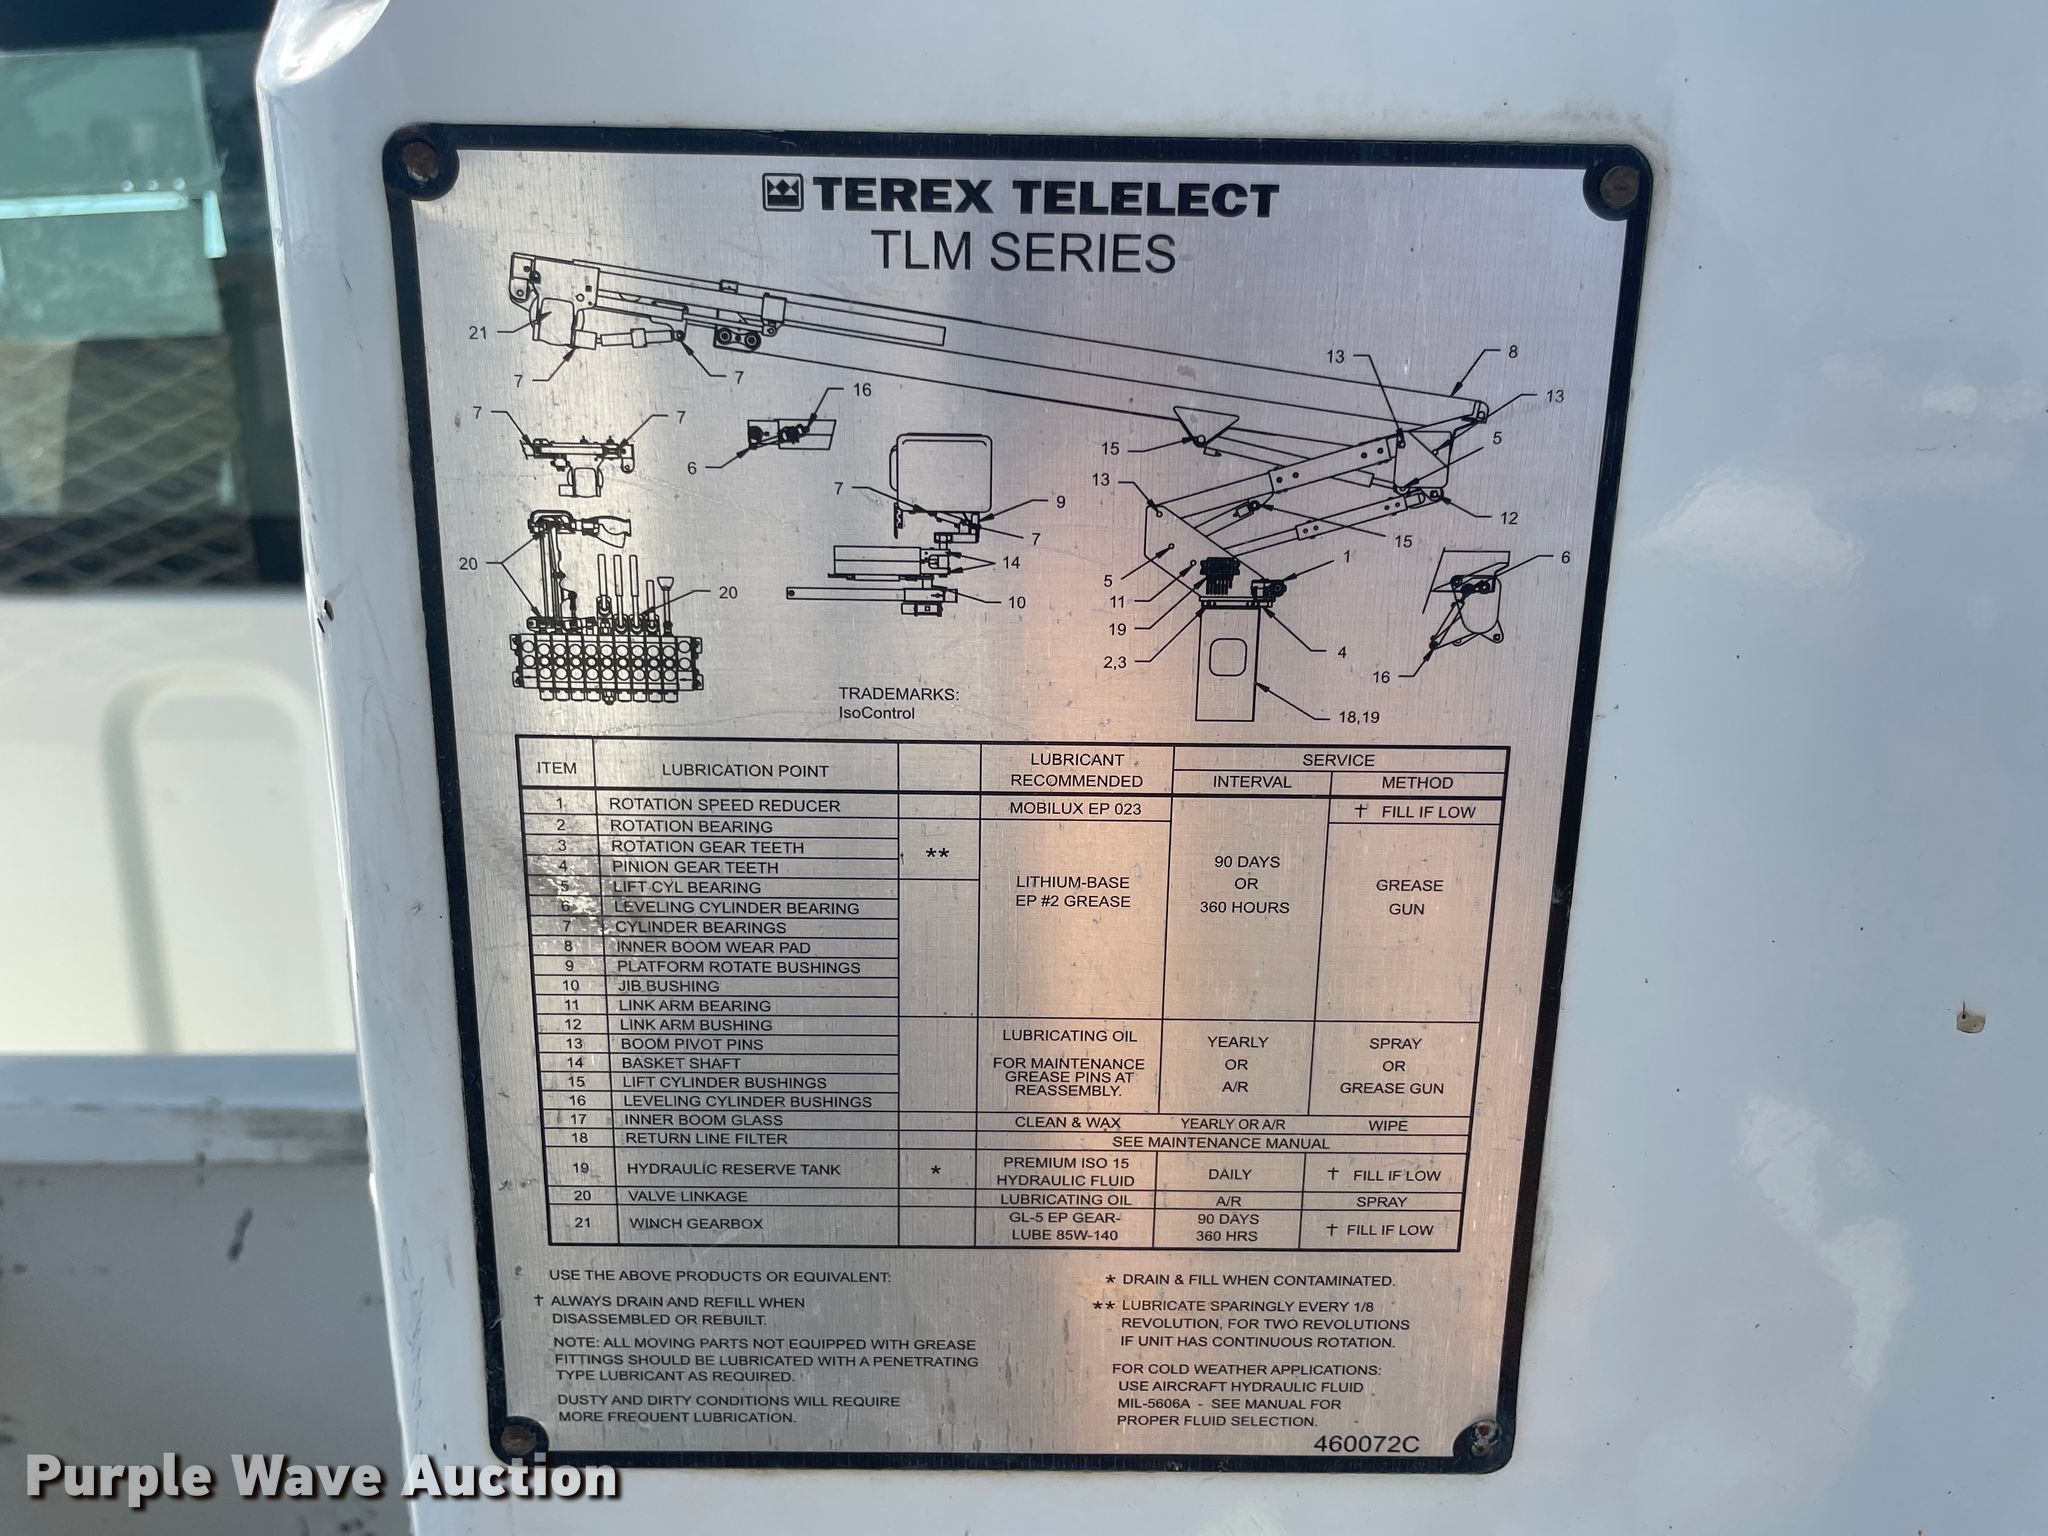 TEREX TELELECT
TLM SERIES
21
7
7
8
13
13
5
16
7
7
6
15
13
12
15
7
9
7
14
10
20
20
5
11
19
2,3
1
4
6
16
18,19
TRADEMARKS:
IsoControl
ITEM LUBRICATION POINT LUBRICANT RECOMMENDED SERVICE
INTERVAL METHOD
1 ROTATION SPEED REDUCER MOBILUX EP 023 † FILL IF LOW
2 ROTATION BEARING
3 ROTATION GEAR TEETH **
4 PINION GEAR TEETH 90 DAYS
5 LIFT CYL BEARING LITHIUM-BASE OR GREASE
6 LEVELING CYLINDER BEARING EP #2 GREASE 360 HOURS GUN
7 CYLINDER BEARINGS
8 INNER BOOM WEAR PAD
9 PLATFORM ROTATE BUSHINGS
10 JIB BUSHING
11 LINK ARM BEARING
12 LINK ARM BUSHING LUBRICATING OIL
13 BOOM PIVOT PINS YEARLY SPRAY
14 BASKET SHAFT FOR MAINTENANCE OR OR
15 LIFT CYLINDER BUSHINGS GREASE PINS AT A/R GREASE GUN
16 LEVELING CYLINDER BUSHINGS REASSEMBLY.
17 INNER BOOM GLASS CLEAN & WAX YEARLY OR A/R WIPE
18 RETURN LINE FILTER SEE MAINTENANCE MANUAL
19 HYDRAULIC RESERVE TANK * PREMIUM ISO 15 HYDRAULIC FLUID DAILY † FILL IF LOW
20 VALVE LINKAGE LUBRICATING OIL A/R SPRAY
21 WINCH GEARBOX GL-5 EP GEAR-LUBE 85W-140 90 DAYS 360 HRS † FILL IF LOW
USE THE ABOVE PRODUCTS OR EQUIVALENT:
† ALWAYS DRAIN AND REFILL WHEN
DISASSEMBLED OR REBUILT.
NOTE: ALL MOVING PARTS NOT EQUIPPED WITH GREASE
FITTINGS SHOULD BE LUBRICATED WITH A PENETRATING
TYPE LUBRICANT AS REQUIRED.
DUSTY AND DIRTY CONDITIONS WILL REQUIRE
MORE FREQUENT LUBRICATION.
* DRAIN & FILL WHEN CONTAMINATED.
** LUBRICATE SPARINGLY EVERY 1/8
REVOLUTION, FOR TWO REVOLUTIONS
IF UNIT HAS CONTINUOUS ROTATION.
FOR COLD WEATHER APPLICATIONS:
USE AIRCRAFT HYDRAULIC FLUID
MIL-5606A - SEE MANUAL FOR
PROPER FLUID SELECTION.
460072C
Purple Wave Auction